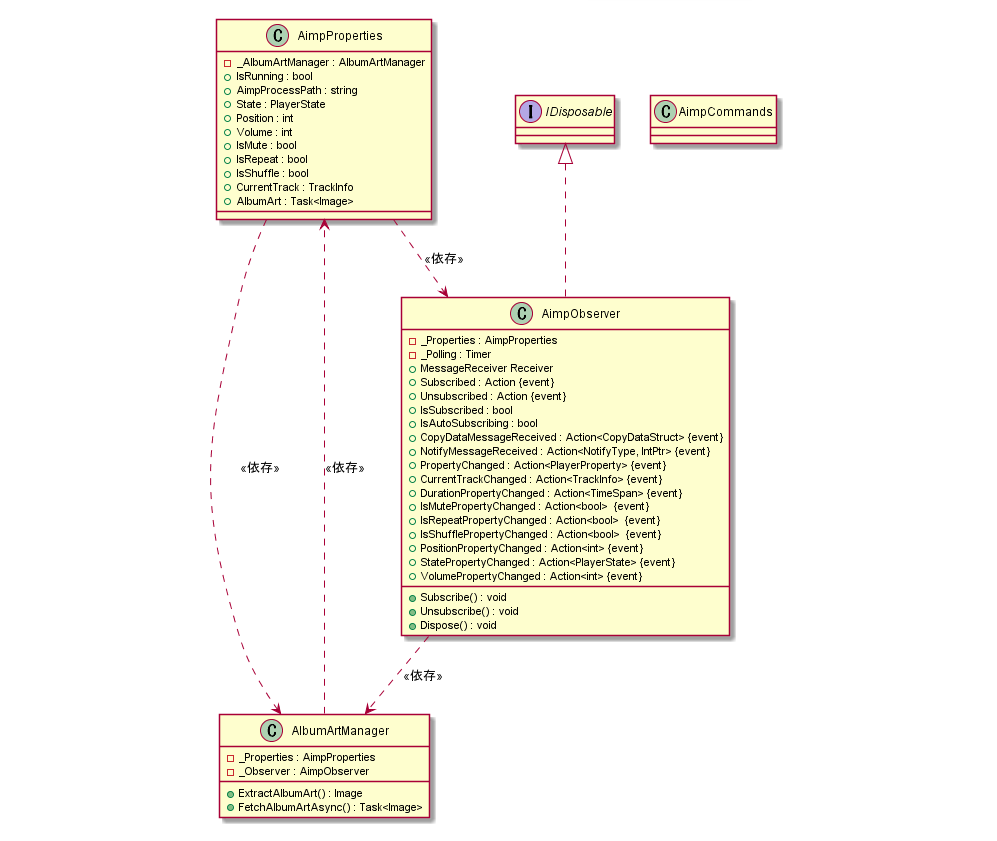 C AimpProperties
_AlbumArtManager : AlbumArtManager
IsRunning : bool
AimpProcessPath : string
State : PlayerState
Position : int
Volume : int
IsMute : bool
IsRepeat : bool
IsShuffle : bool
CurrentTrack : TrackInfo
AlbumArt : Task<Image>
I IDisposable
C AimpCommands
«依存»
C AimpObserver
_Properties : AimpProperties
_Polling : Timer
MessageReceiver Receiver
Subscribed : Action {event}
Unsubscribed : Action {event}
IsSubscribed : bool
IsAutoSubscribing : bool
CopyDataMessageReceived : Action<CopyDataStruct> {event}
NotifyMessageReceived : Action<NotifyType, IntPtr> {event}
PropertyChanged : Action<PlayerProperty> {event}
CurrentTrackChanged : Action<TrackInfo> {event}
DurationPropertyChanged : Action<TimeSpan> {event}
IsMutePropertyChanged : Action<bool>  {event}
IsRepeatPropertyChanged : Action<bool>  {event}
IsShufflePropertyChanged : Action<bool>  {event}
PositionPropertyChanged : Action<int> {event}
StatePropertyChanged : Action<PlayerState> {event}
VolumePropertyChanged : Action<int> {event}
Subscribe() : void
Unsubscribe() : void
Dispose() : void
«依存»
«依存»
«依存»
C AlbumArtManager
_Properties : AimpProperties
_Observer : AimpObserver
ExtractAlbumArt() : Image
FetchAlbumArtAsync() : Task<Image>